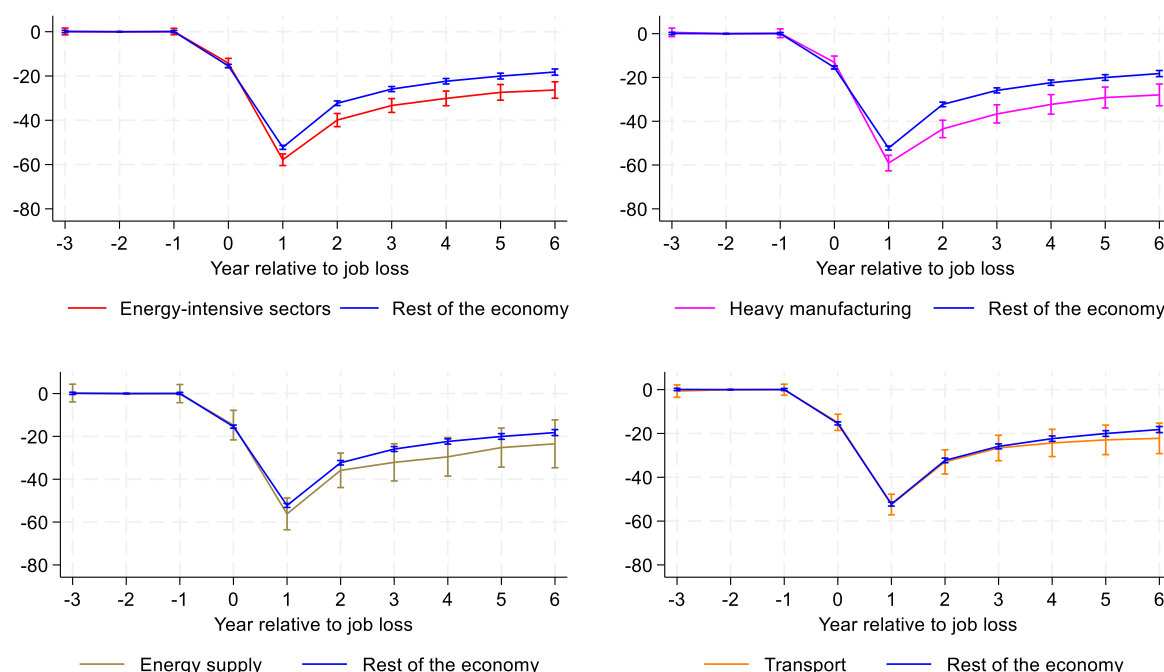 0
-20
-40
-60
-80
-3 -2 -1 0 1 2 3 4 5 6
Year relative to job loss
Energy-intensive sectors Rest of the economy
0
-20
-40
-60
-80
-3 -2 -1 0 1 2 3 4 5 6
Year relative to job loss
Heavy manufacturing Rest of the economy
0
-20
-40
-60
-80
-3 -2 -1 0 1 2 3 4 5 6
Year relative to job loss
Energy supply Rest of the economy
0
-20
-40
-60
-80
-3 -2 -1 0 1 2 3 4 5 6
Year relative to job loss
Transport Rest of the economy